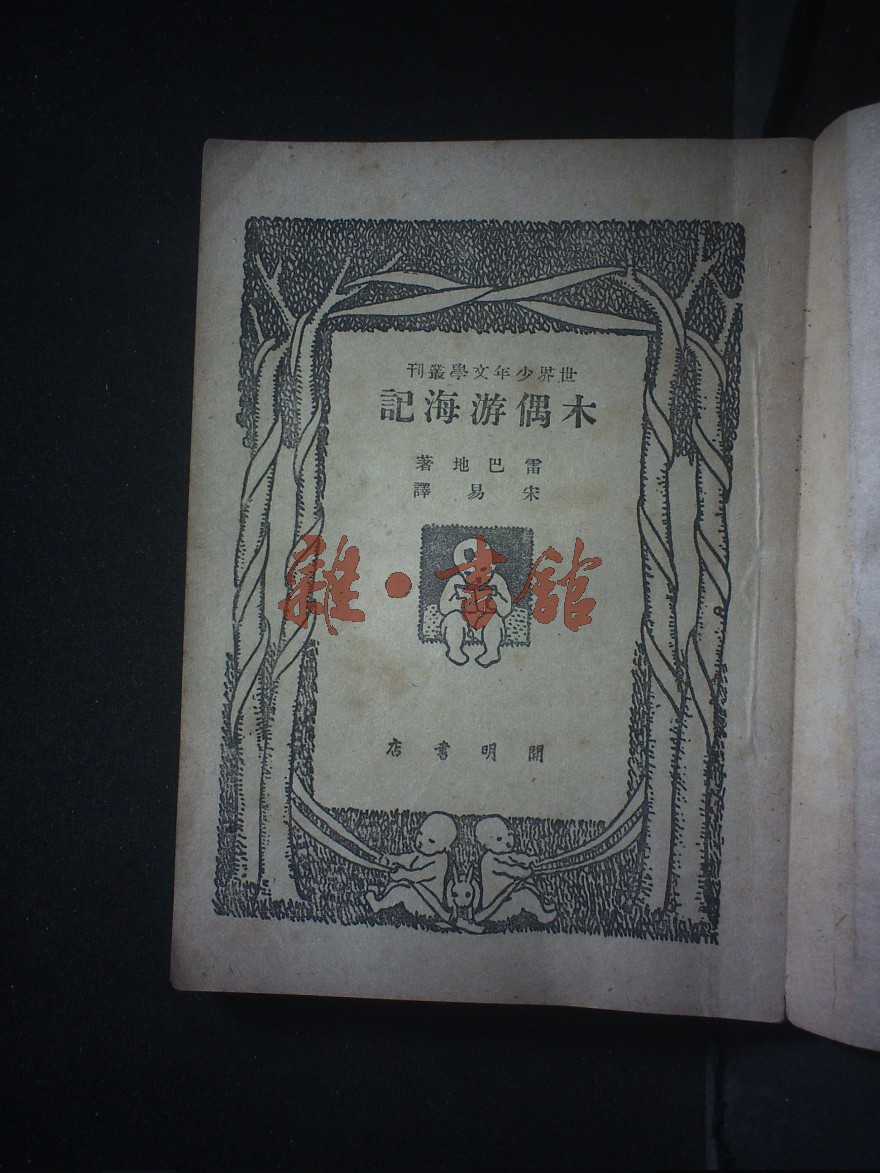 世界少年文學叢刊
木偶游海記
雷巴地著
宋易譯
雜·書館
開明書店